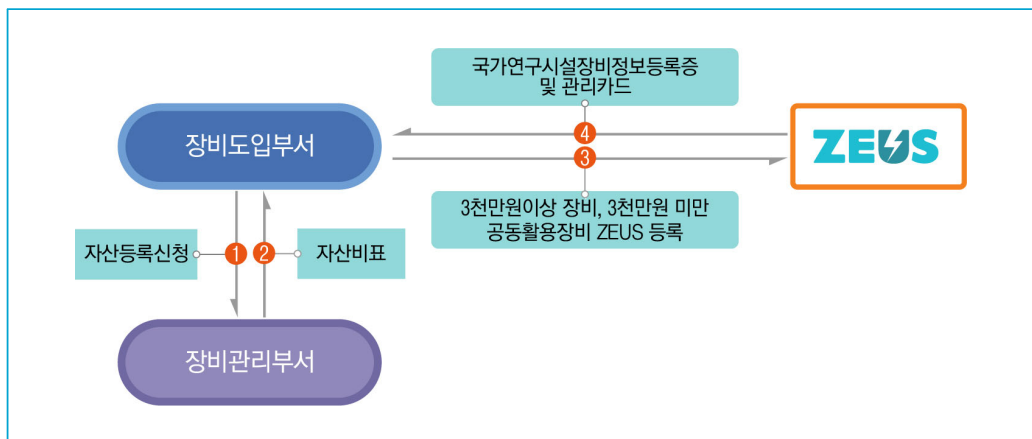 국가연구시설장비정보등록증
및 관리카드
장비도입부서
4
3
ZEUS
3천만원이상 장비, 3천만원 미만
공동활용장비 ZEUS 등록
자산등록신청
1
2
자산비표
장비관리부서